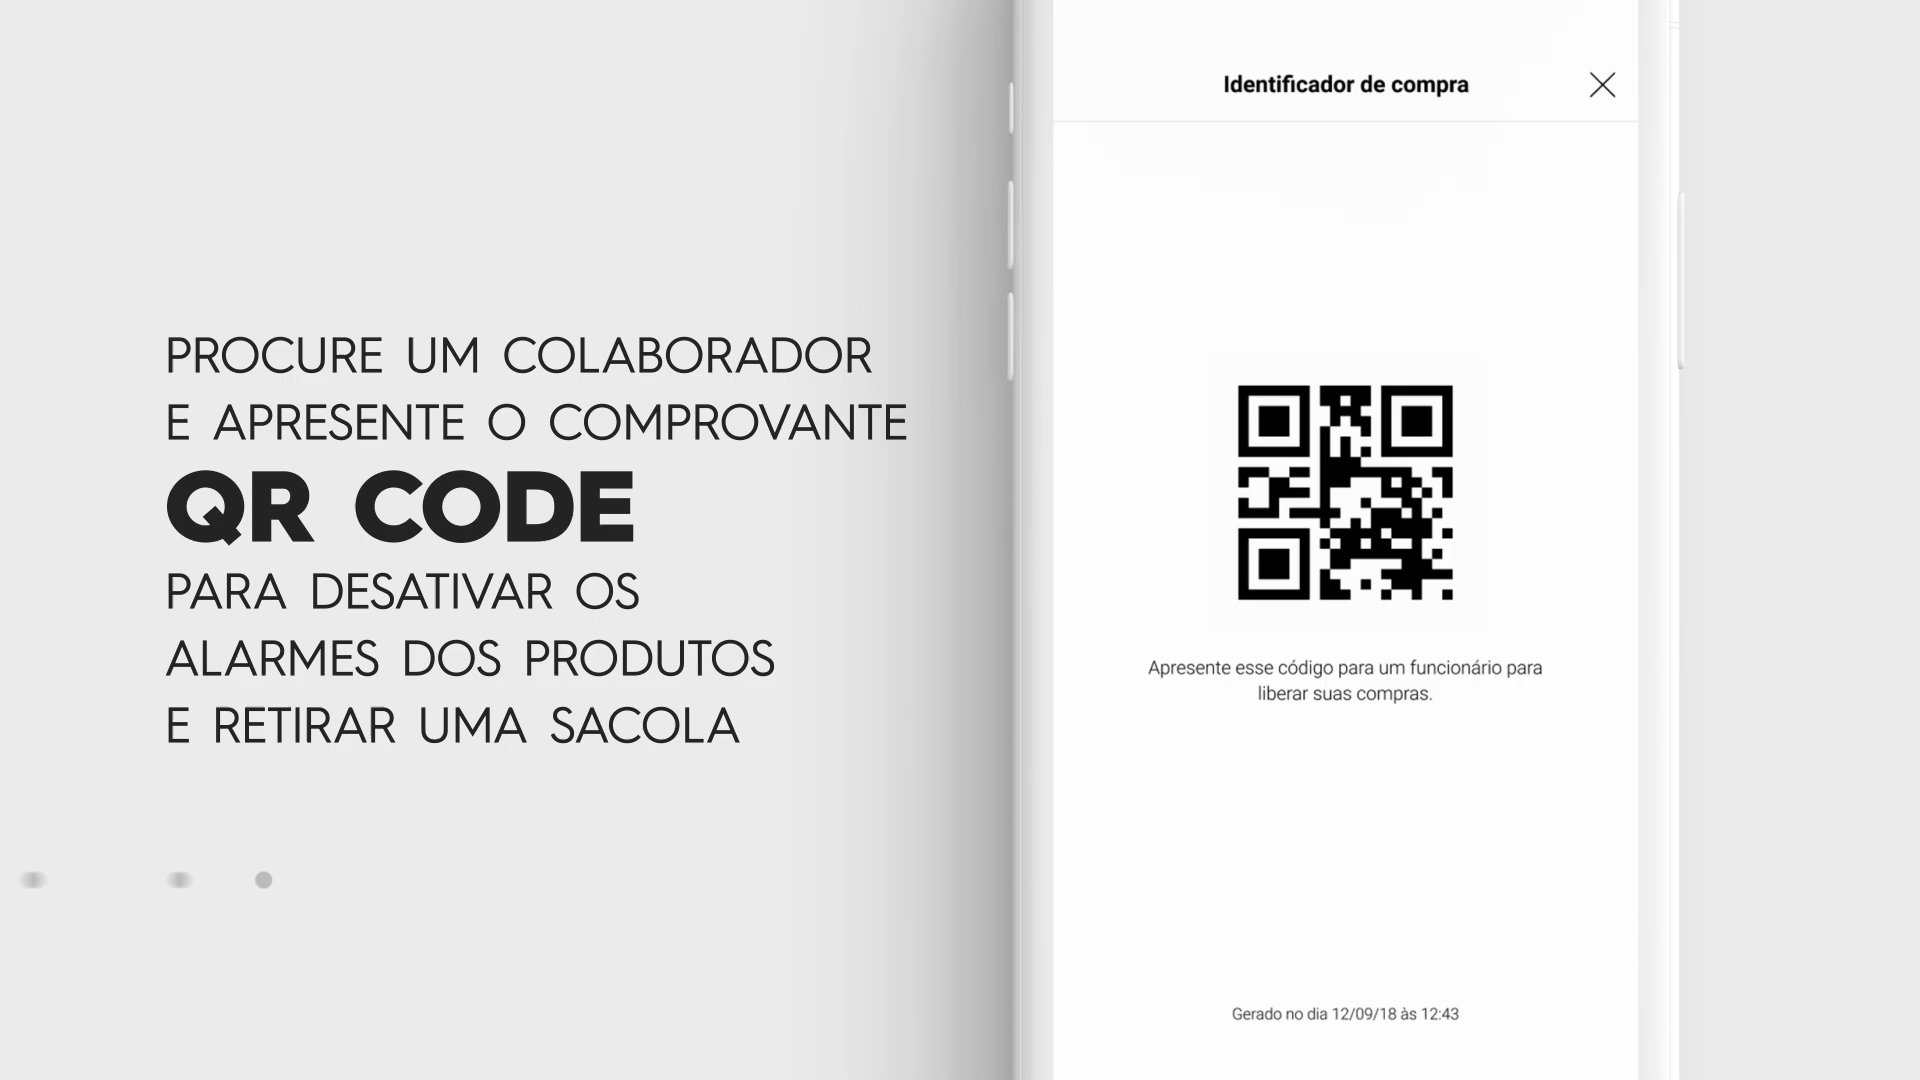 PROCURE UM COLABORADOR
E APRESENTE O COMPROVANTE
QR CODE
PARA DESATIVAR OS
ALARMES DOS PRODUTOS
E RETIRAR UMA SACOLA
Identificador de compra
Apresente esse código para um funcionário para
liberar suas compras.
Gerado no dia 12/09/18 às 12:43